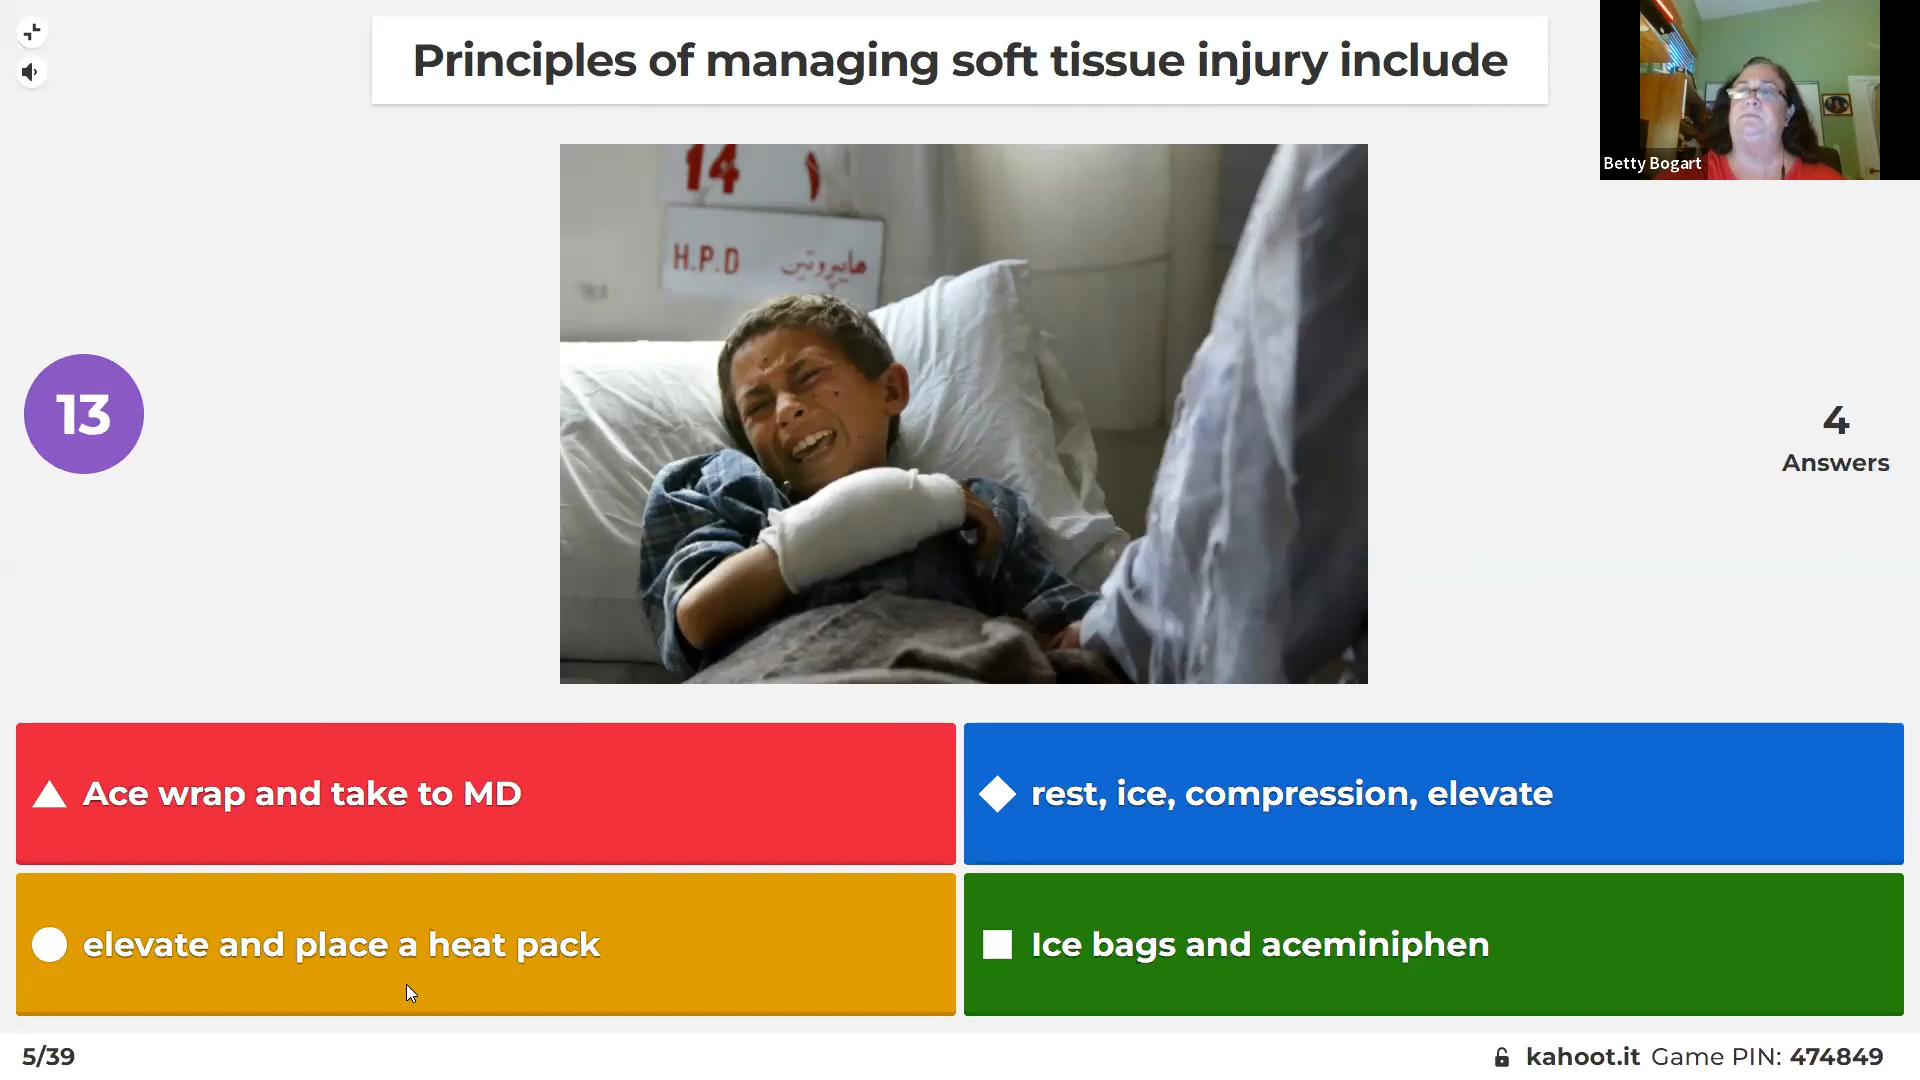 Principles of managing soft tissue injury include
Betty Bogart
14 ١
H.P.D هايپروتين
13
4
Answers
Ace wrap and take to MD
rest, ice, compression, elevate
elevate and place a heat pack
Ice bags and aceminiphen
5/39
kahoot.it Game PIN: 474849